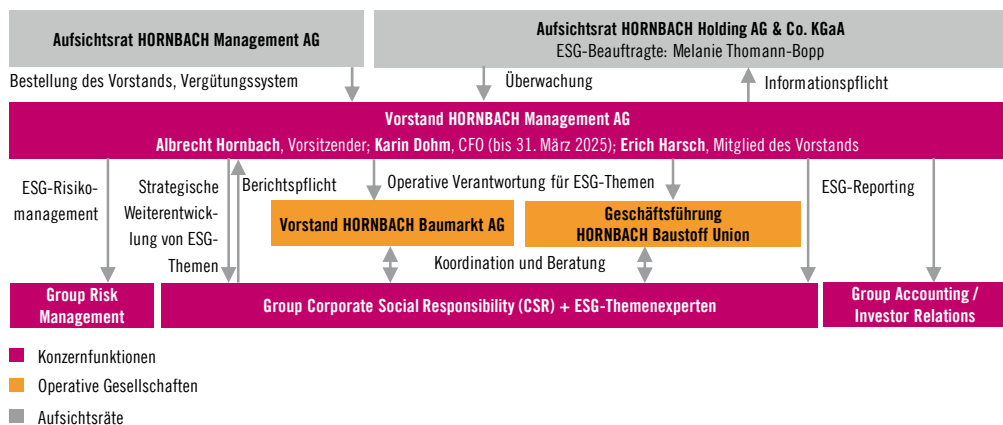 Aufsichtsrat HORNBACH Management AG
Aufsichtsrat HORNBACH Holding AG & Co. KGaA
ESG-Beauftragte: Melanie Thomann-Bopp
Bestellung des Vorstands, Vergütungssystem
Überwachung
Informationspflicht
Vorstand HORNBACH Management AG
Albrecht Hornbach, Vorsitzender; Karin Dohm, CFO (bis 31. März 2025); Erich Harsch, Mitglied des Vorstands
ESG-Risiko-
management
Strategische
Weiterentwick-
lung von ESG-
Themen
Berichtspflicht
Operative Verantwortung für ESG-Themen
ESG-Reporting
Vorstand HORNBACH Baumarkt AG
Geschäftsführung
HORNBACH Baustoff Union
Koordination und Beratung
Group Risk
Management
Group Corporate Social Responsibility (CSR) + ESG-Themenexperten
Group Accounting /
Investor Relations
Konzernfunktionen
Operative Gesellschaften
Aufsichtsräte